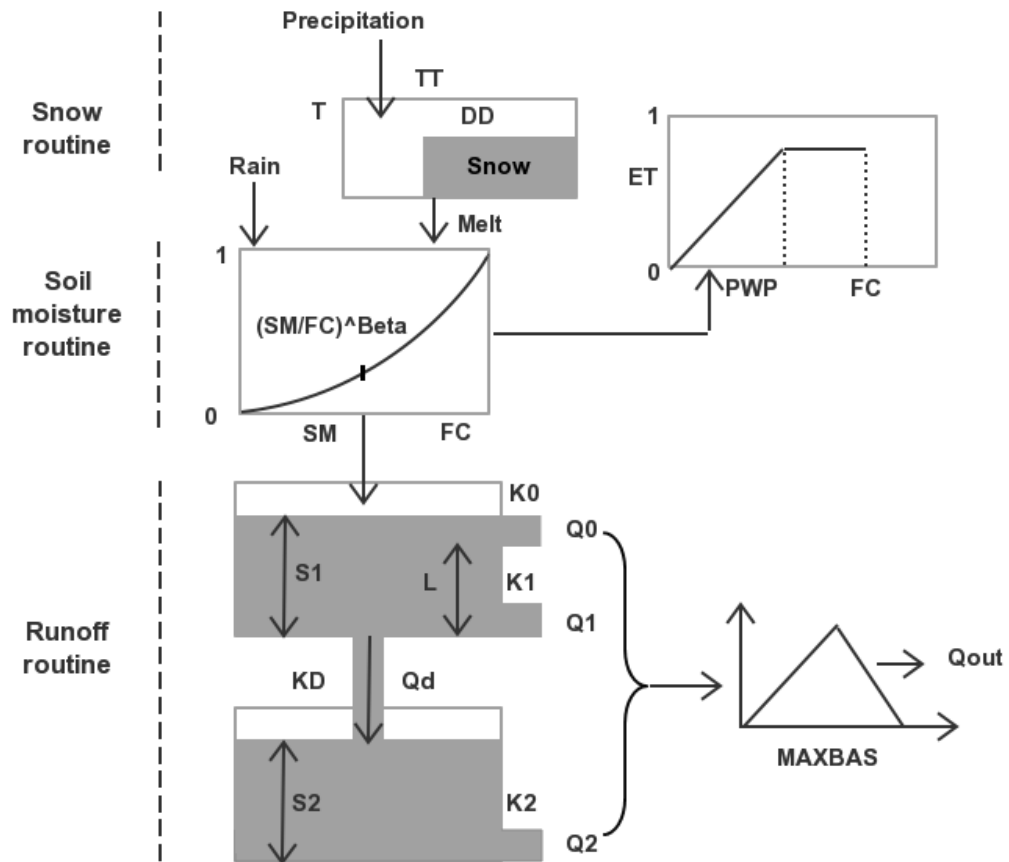 Precipitation
TT
T
DD
Snow
routine
Snow
Rain
Melt
1
ET
0
PWP
FC
Soil
moisture
routine
1
(SM/FC)^Beta
0
SM
FC
K0
Q0
S1
L
K1
Q1
Runoff
routine
KD
Qd
Qout
MAXBAS
S2
K2
Q2